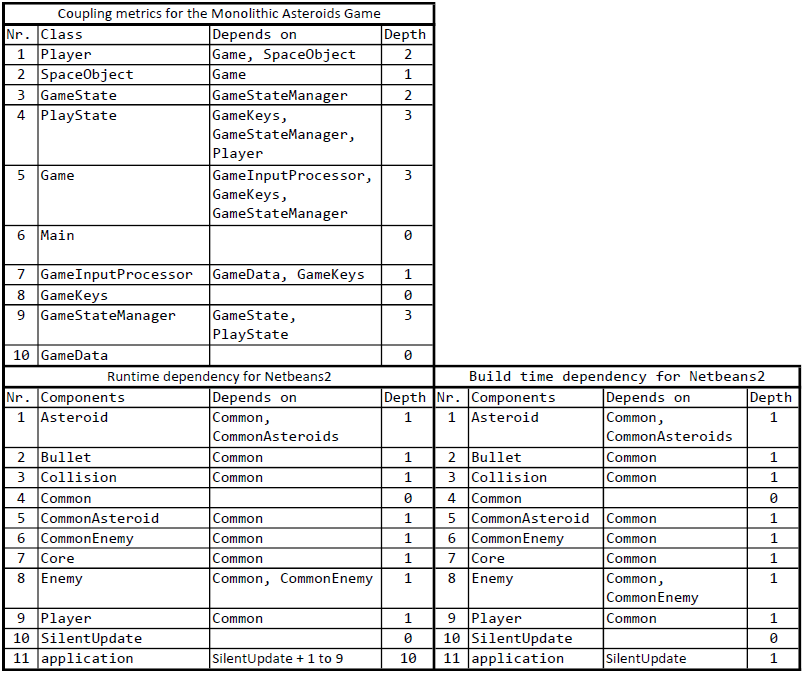 Coupling metrics for the Monolithic Asteroids Game
Nr. Class Depends on Depth
1 Player Game, SpaceObject 2
2 SpaceObject Game 1
3 GameState GameStateManager 2
4 PlayState GameKeys, 3
GameStateManager,
Player
5 Game GameInputProcessor, 3
GameKeys,
GameStateManager
6 Main 0
7 GameInputProcessor GameData, GameKeys 1
8 GameKeys 0
9 GameStateManager GameState, 3
PlayState
10 GameData 0
Runtime dependency for Netbeans2
Nr. Components Depends on Depth
1 Asteroid Common, 1
CommonAsteroids
2 Bullet Common 1
3 Collision Common 1
4 Common 0
5 CommonAsteroid Common 1
6 CommonEnemy Common 1
7 Core Common 1
8 Enemy Common, CommonEnemy 1
9 Player Common 1
10 SilentUpdate 0
11 application SilentUpdate + 1 to 9 10
Build time dependency for Netbeans2
Nr. Components Depends on Depth
1 Asteroid Common, 1
CommonAsteroids
2 Bullet Common 1
3 Collision Common 1
4 Common 0
5 CommonAsteroid Common 1
6 CommonEnemy Common 1
7 Core Common 1
8 Enemy Common, 1
CommonEnemy
9 Player Common 1
10 SilentUpdate 0
11 application SilentUpdate 1